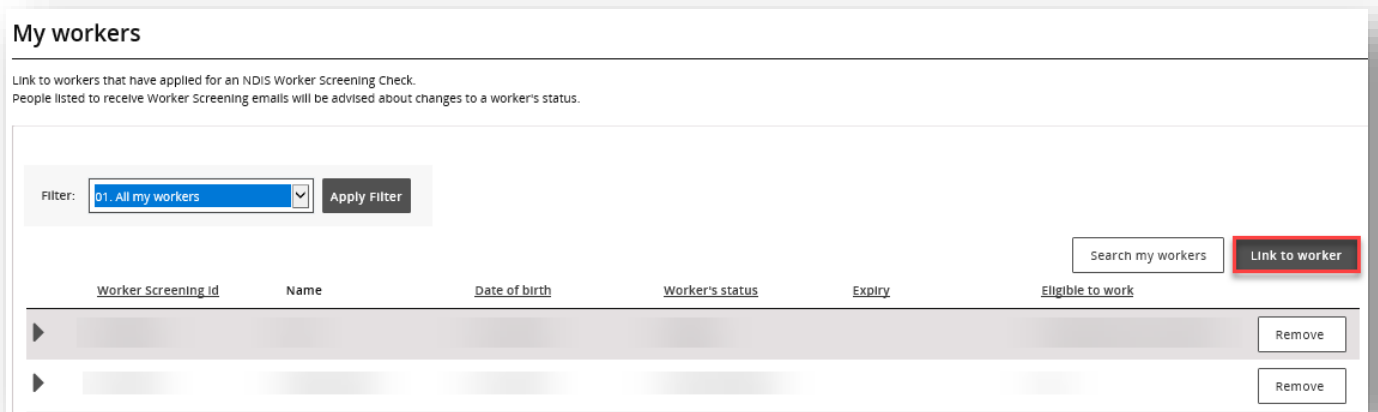 My workers
Link to workers that have applied for an NDIS Worker Screening Check.
People listed to receive Worker Screening emails will be advised about changes to a worker's status.
Filter: 01. All my workers Apply Filter
Search my workers Link to worker
Worker Screening Id Name Date of birth Worker's status Expiry Eligible to work
Remove
Remove